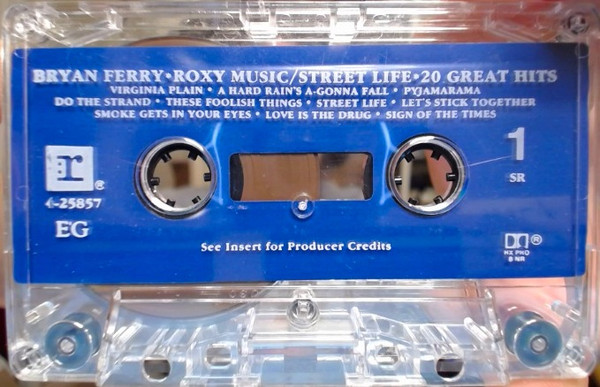 BRYAN FERRY•ROXY MUSIC/STREET LIFE•20 GREAT HITS
VIRGINIA PLAIN • A HARD RAIN'S A-GONNA FALL • PYJAMARAMA
DO THE STRAND • THESE FOOLISH THINGS • STREET LIFE • LET'S STICK TOGETHER
SMOKE GETS IN YOUR EYES • LOVE IS THE DRUG • SIGN OF THE TIMES
1
r®
SR
4-25857
EG
See Insert for Producer Credits
®
HX PRO
B NR